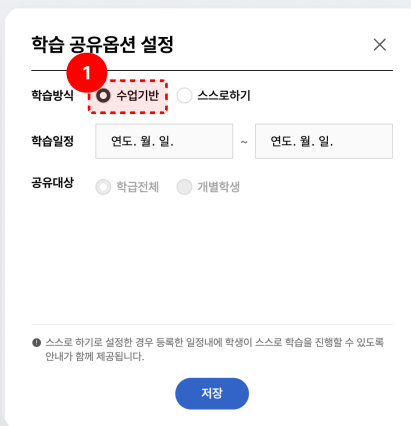 학습 공유옵션 설정
1
학습방식 수업기반 스스로하기
학습일정 연도. 월. 일. ~ 연도. 월. 일.
공유대상 학급전체 개별학생
스스로 하기로 설정한 경우 등록한 일정내에 학생이 스스로 학습을 진행할 수 있도록
안내가 함께 제공됩니다.
저장